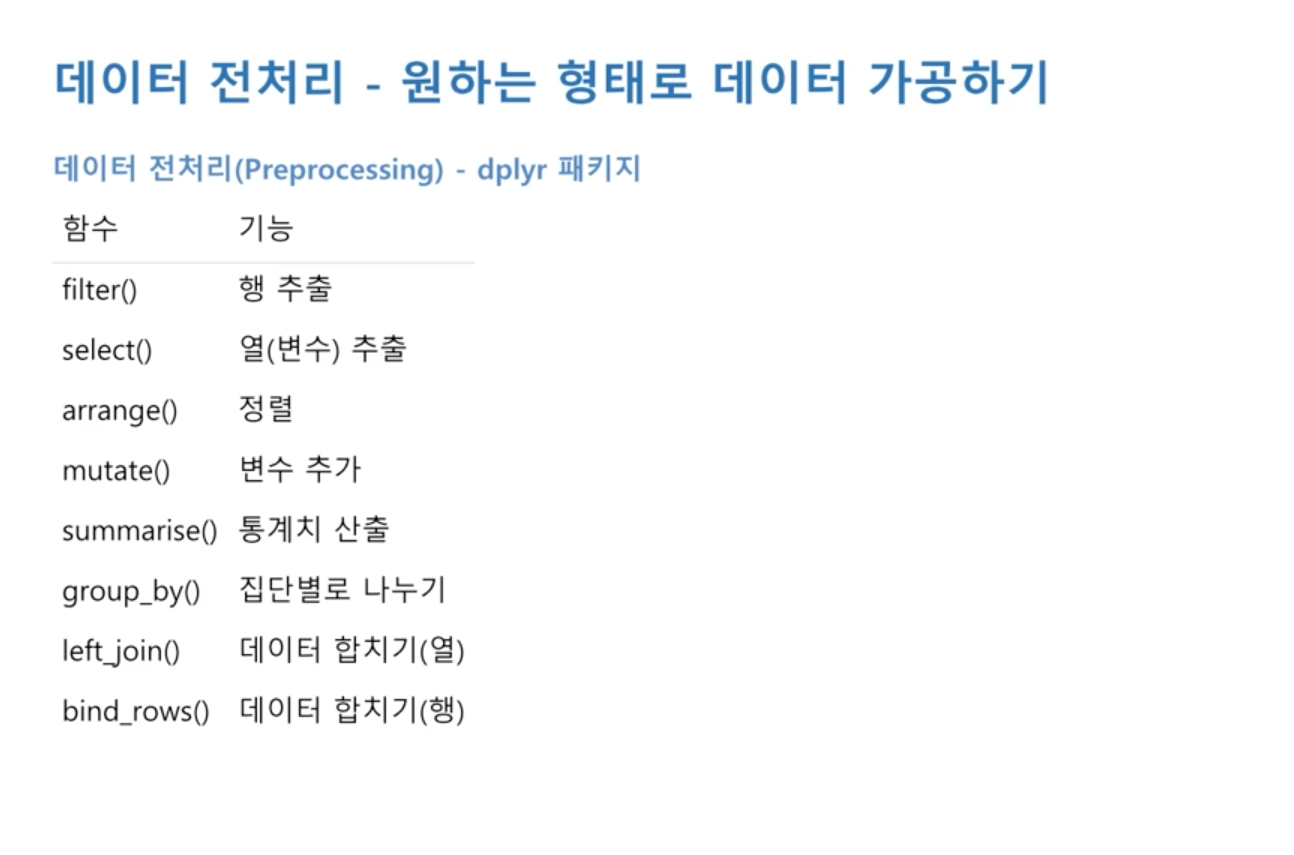 데이터 전처리 - 원하는 형태로 데이터 가공하기
데이터 전처리(Preprocessing) - dplyr 패키지
함수 기능
filter() 행 추출
select() 열(변수) 추출
arrange() 정렬
mutate() 변수 추가
summarise() 통계치 산출
group_by() 집단별로 나누기
left_join() 데이터 합치기(열)
bind_rows() 데이터 합치기(행)